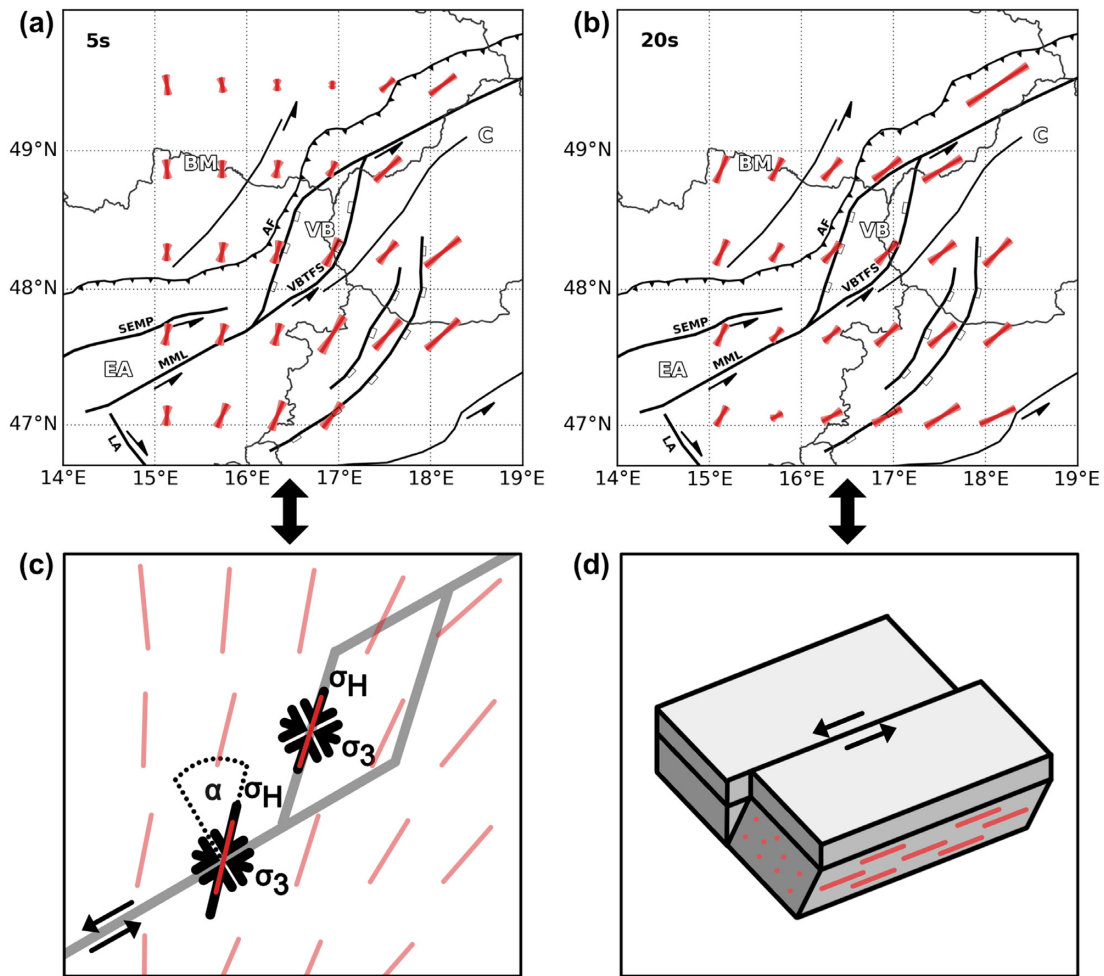 (a)
5s
49°N
48°N
47°N
BM
AF
VB
C
VBTFS
SEMP
EA
MML
LA
14°E 15°E 16°E 17°E 18°E 19°E
(b)
20s
49°N
48°N
47°N
BM
AF
VB
C
VBTFS
SEMP
EA
MML
LA
14°E 15°E 16°E 17°E 18°E 19°E
(c)
σH
σ3
α
σH
σ3
(d)